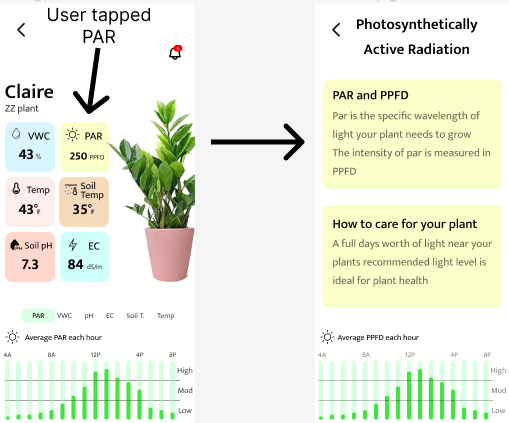 User tapped
PAR
Claire
ZZ plant
VWC
43 %
PAR
250 PPFD
Temp
43°F
Soil
Temp
35°F
Soil pH
7.3
EC
84 dS/m
PAR VWC pH EC Soil T. Temp
Average PAR each hour
4A 8A 12P 4P 8P
High
Mod
Low
Photosynthetically
Active Radiation
PAR and PPFD
Par is the specific wavelength of
light your plant needs to grow
The intensity of par is measured in
PPFD
How to care for your plant
A full days worth of light near your
plants recommended light level is
ideal for plant health
Average PPFD each hour
4A 8A 12P 4P 8P
High
Mod
Low